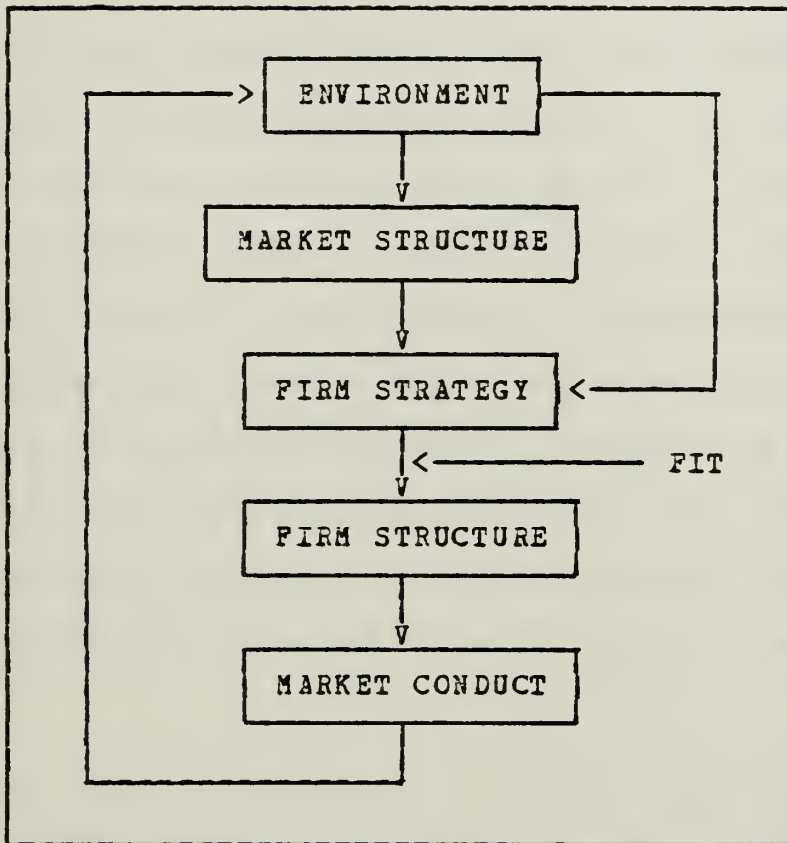 ENVIRONMENT
MARKET STRUCTURE
FIRM STRATEGY
FIT
FIRM STRUCTURE
MARKET CONDUCT